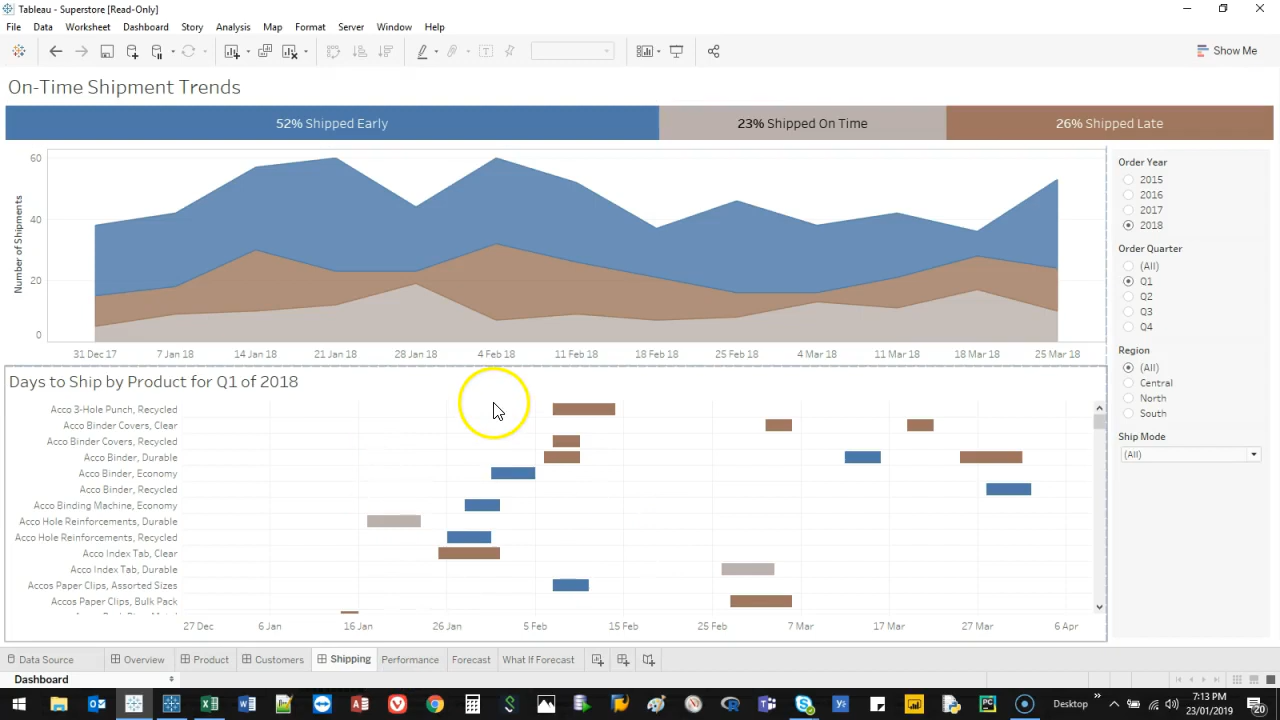 Tableau - Superstore [Read-Only]
File Data Worksheet Dashboard Story Analysis Map Format Server Window Help
Show Me
On-Time Shipment Trends
52% Shipped Early 23% Shipped On Time 26% Shipped Late
Number of Shipments
60
40
20
0
31 Dec 17 7 Jan 18 14 Jan 18 21 Jan 18 28 Jan 18 4 Feb 18 11 Feb 18 18 Feb 18 25 Feb 18 4 Mar 18 11 Mar 18 18 Mar 18 25 Mar 18
Order Year
2015
2016
2017
2018
Order Quarter
(All)
Q1
Q2
Q3
Q4
Region
(All)
Central
North
South
Ship Mode
(All)
Days to Ship by Product for Q1 of 2018
Acco 3-Hole Punch, Recycled
Acco Binder Covers, Clear
Acco Binder Covers, Recycled
Acco Binder, Durable
Acco Binder, Economy
Acco Binder, Recycled
Acco Binding Machine, Economy
Acco Hole Reinforcements, Durable
Acco Hole Reinforcements, Recycled
Acco Index Tab, Clear
Acco Index Tab, Durable
Accos Paper Clips, Assorted Sizes
Accos Paper Clips, Bulk Pack
27 Dec 6 Jan 16 Jan 26 Jan 5 Feb 15 Feb 25 Feb 7 Mar 17 Mar 27 Mar 6 Apr
Data Source Overview Product Customers Shipping Performance Forecast What If Forecast
Dashboard
Desktop
7:13 PM
23/01/2019
20